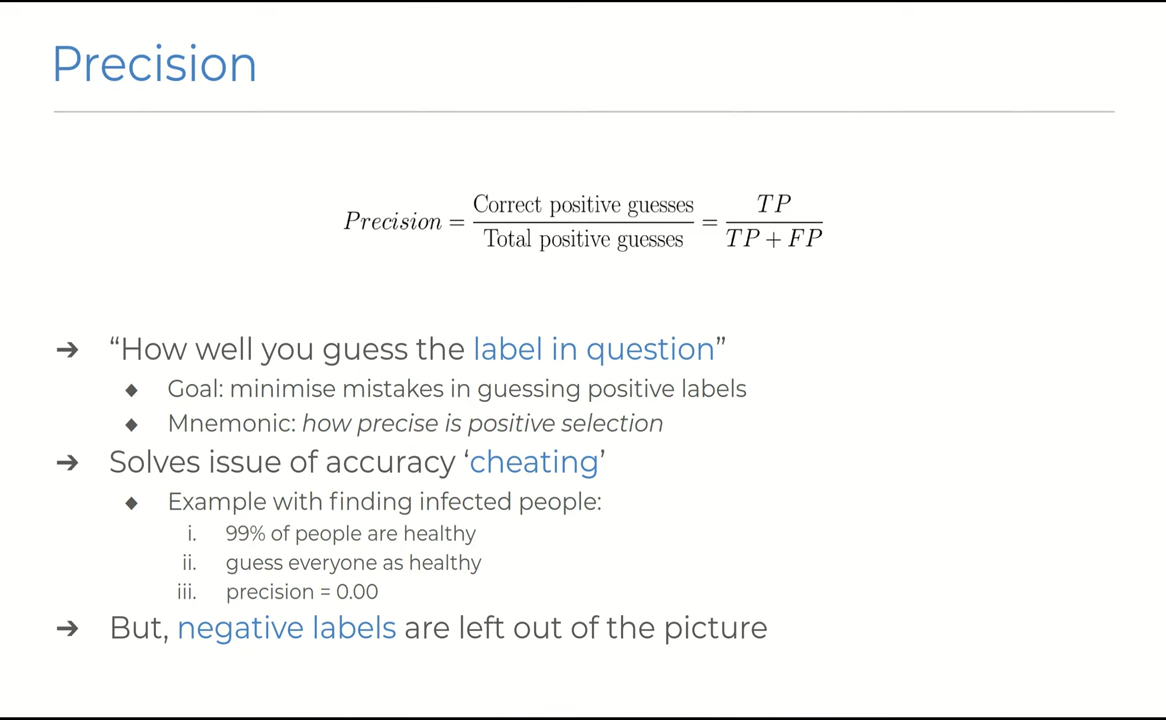 Precision
Precision = Correct positive guesses / Total positive guesses = TP / TP + FP
➔ “How well you guess the label in question”
◆ Goal: minimise mistakes in guessing positive labels
◆ Mnemonic: how precise is positive selection
➔ Solves issue of accuracy ‘cheating’
◆ Example with finding infected people:
i. 99% of people are healthy
ii. guess everyone as healthy
iii. precision = 0.00
➔ But, negative labels are left out of the picture